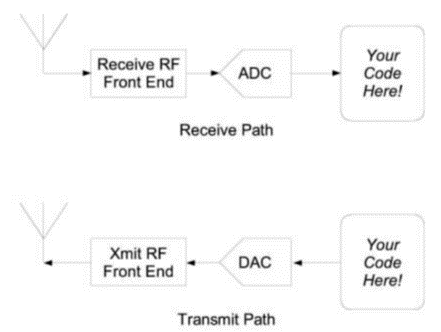 Receive RF
Front End
ADC
Your
Code
Here!
Receive Path
Xmit RF
Front End
DAC
Your
Code
Here!
Transmit Path